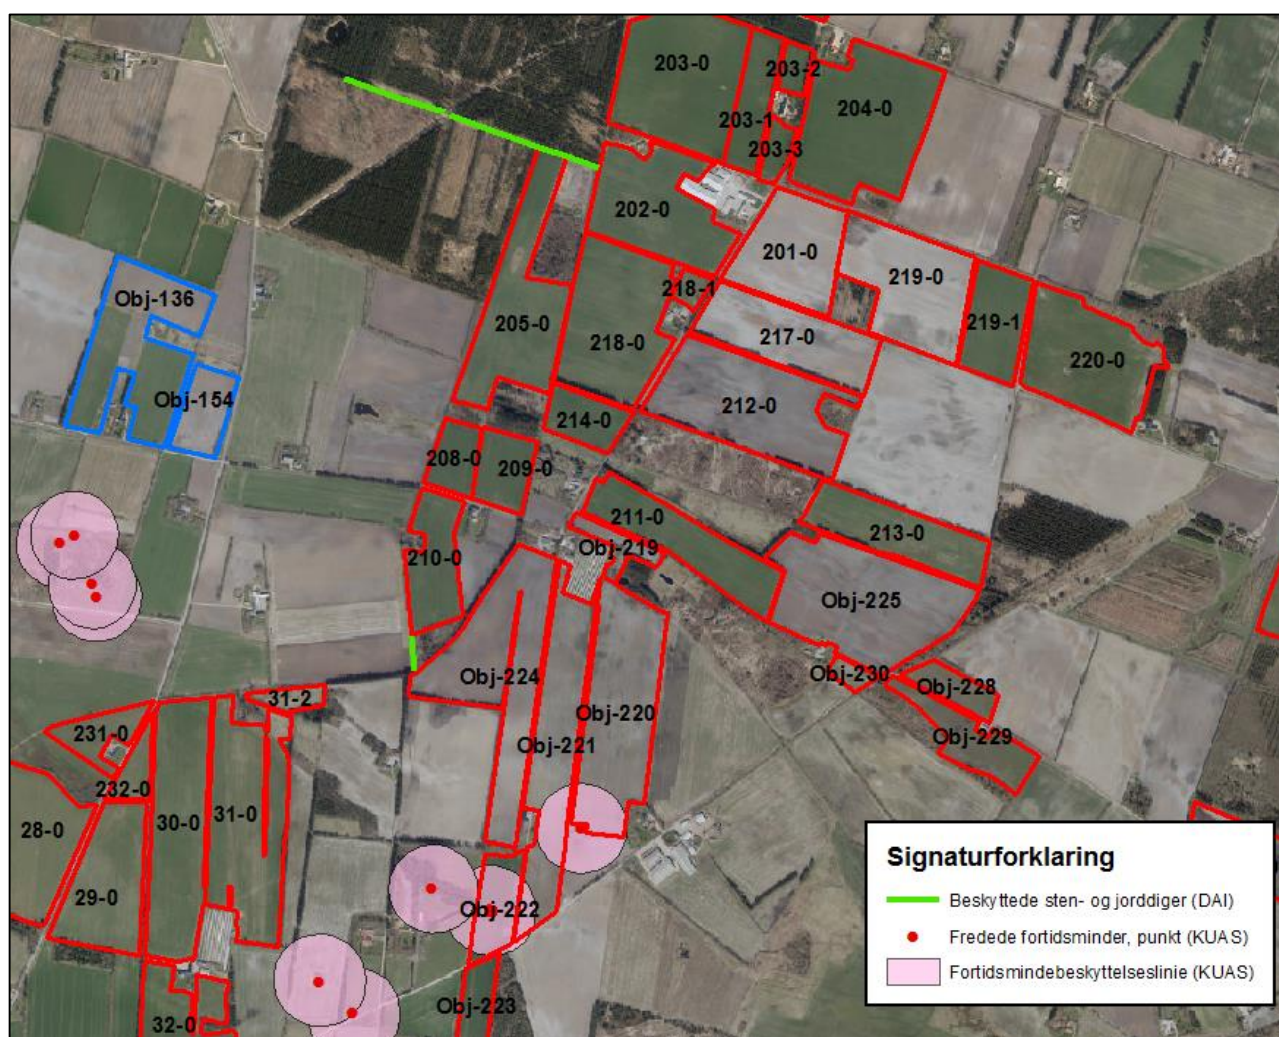 203-0
203-2
204-0
203-1
203-3
202-0
201-0
219-0
218-1
Obj-136
205-0
217-0
219-1
218-0
220-0
Obj-154
212-0
214-0
208-0
209-0
211-0
213-0
Obj-219
210-0
Obj-225
Obj-224
Obj-230
Obj-228
31-2
Obj-220
231-0
Obj-221
Obj-229
232-0
31-0
30-0
28-0
29-0
Obj-222
Obj-223
32-0
Signaturforklaring
Beskyttede sten- og jorddiger (DAI)
Fredede fortidsminder, punkt (KUAS)
Fortidsmindebeskyttelseslinie (KUAS)